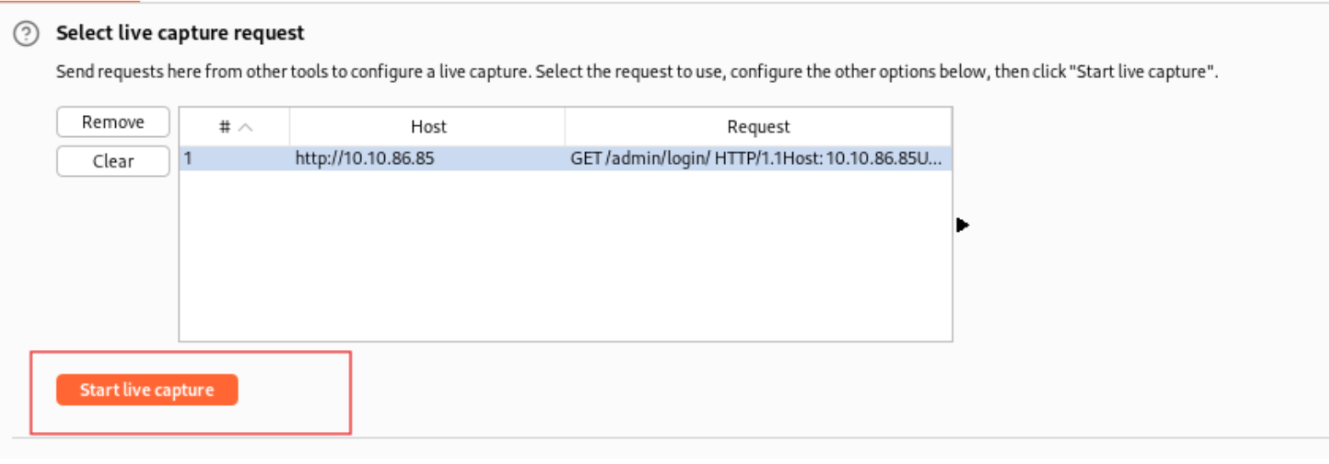 Select live capture request
Send requests here from other tools to configure a live capture. Select the request to use, configure the other options below, then click "Start live capture".
Remove
Clear
# Host Request
1 http://10.10.86.85 GET /admin/login/ HTTP/1.1Host: 10.10.86.85U...
Start live capture